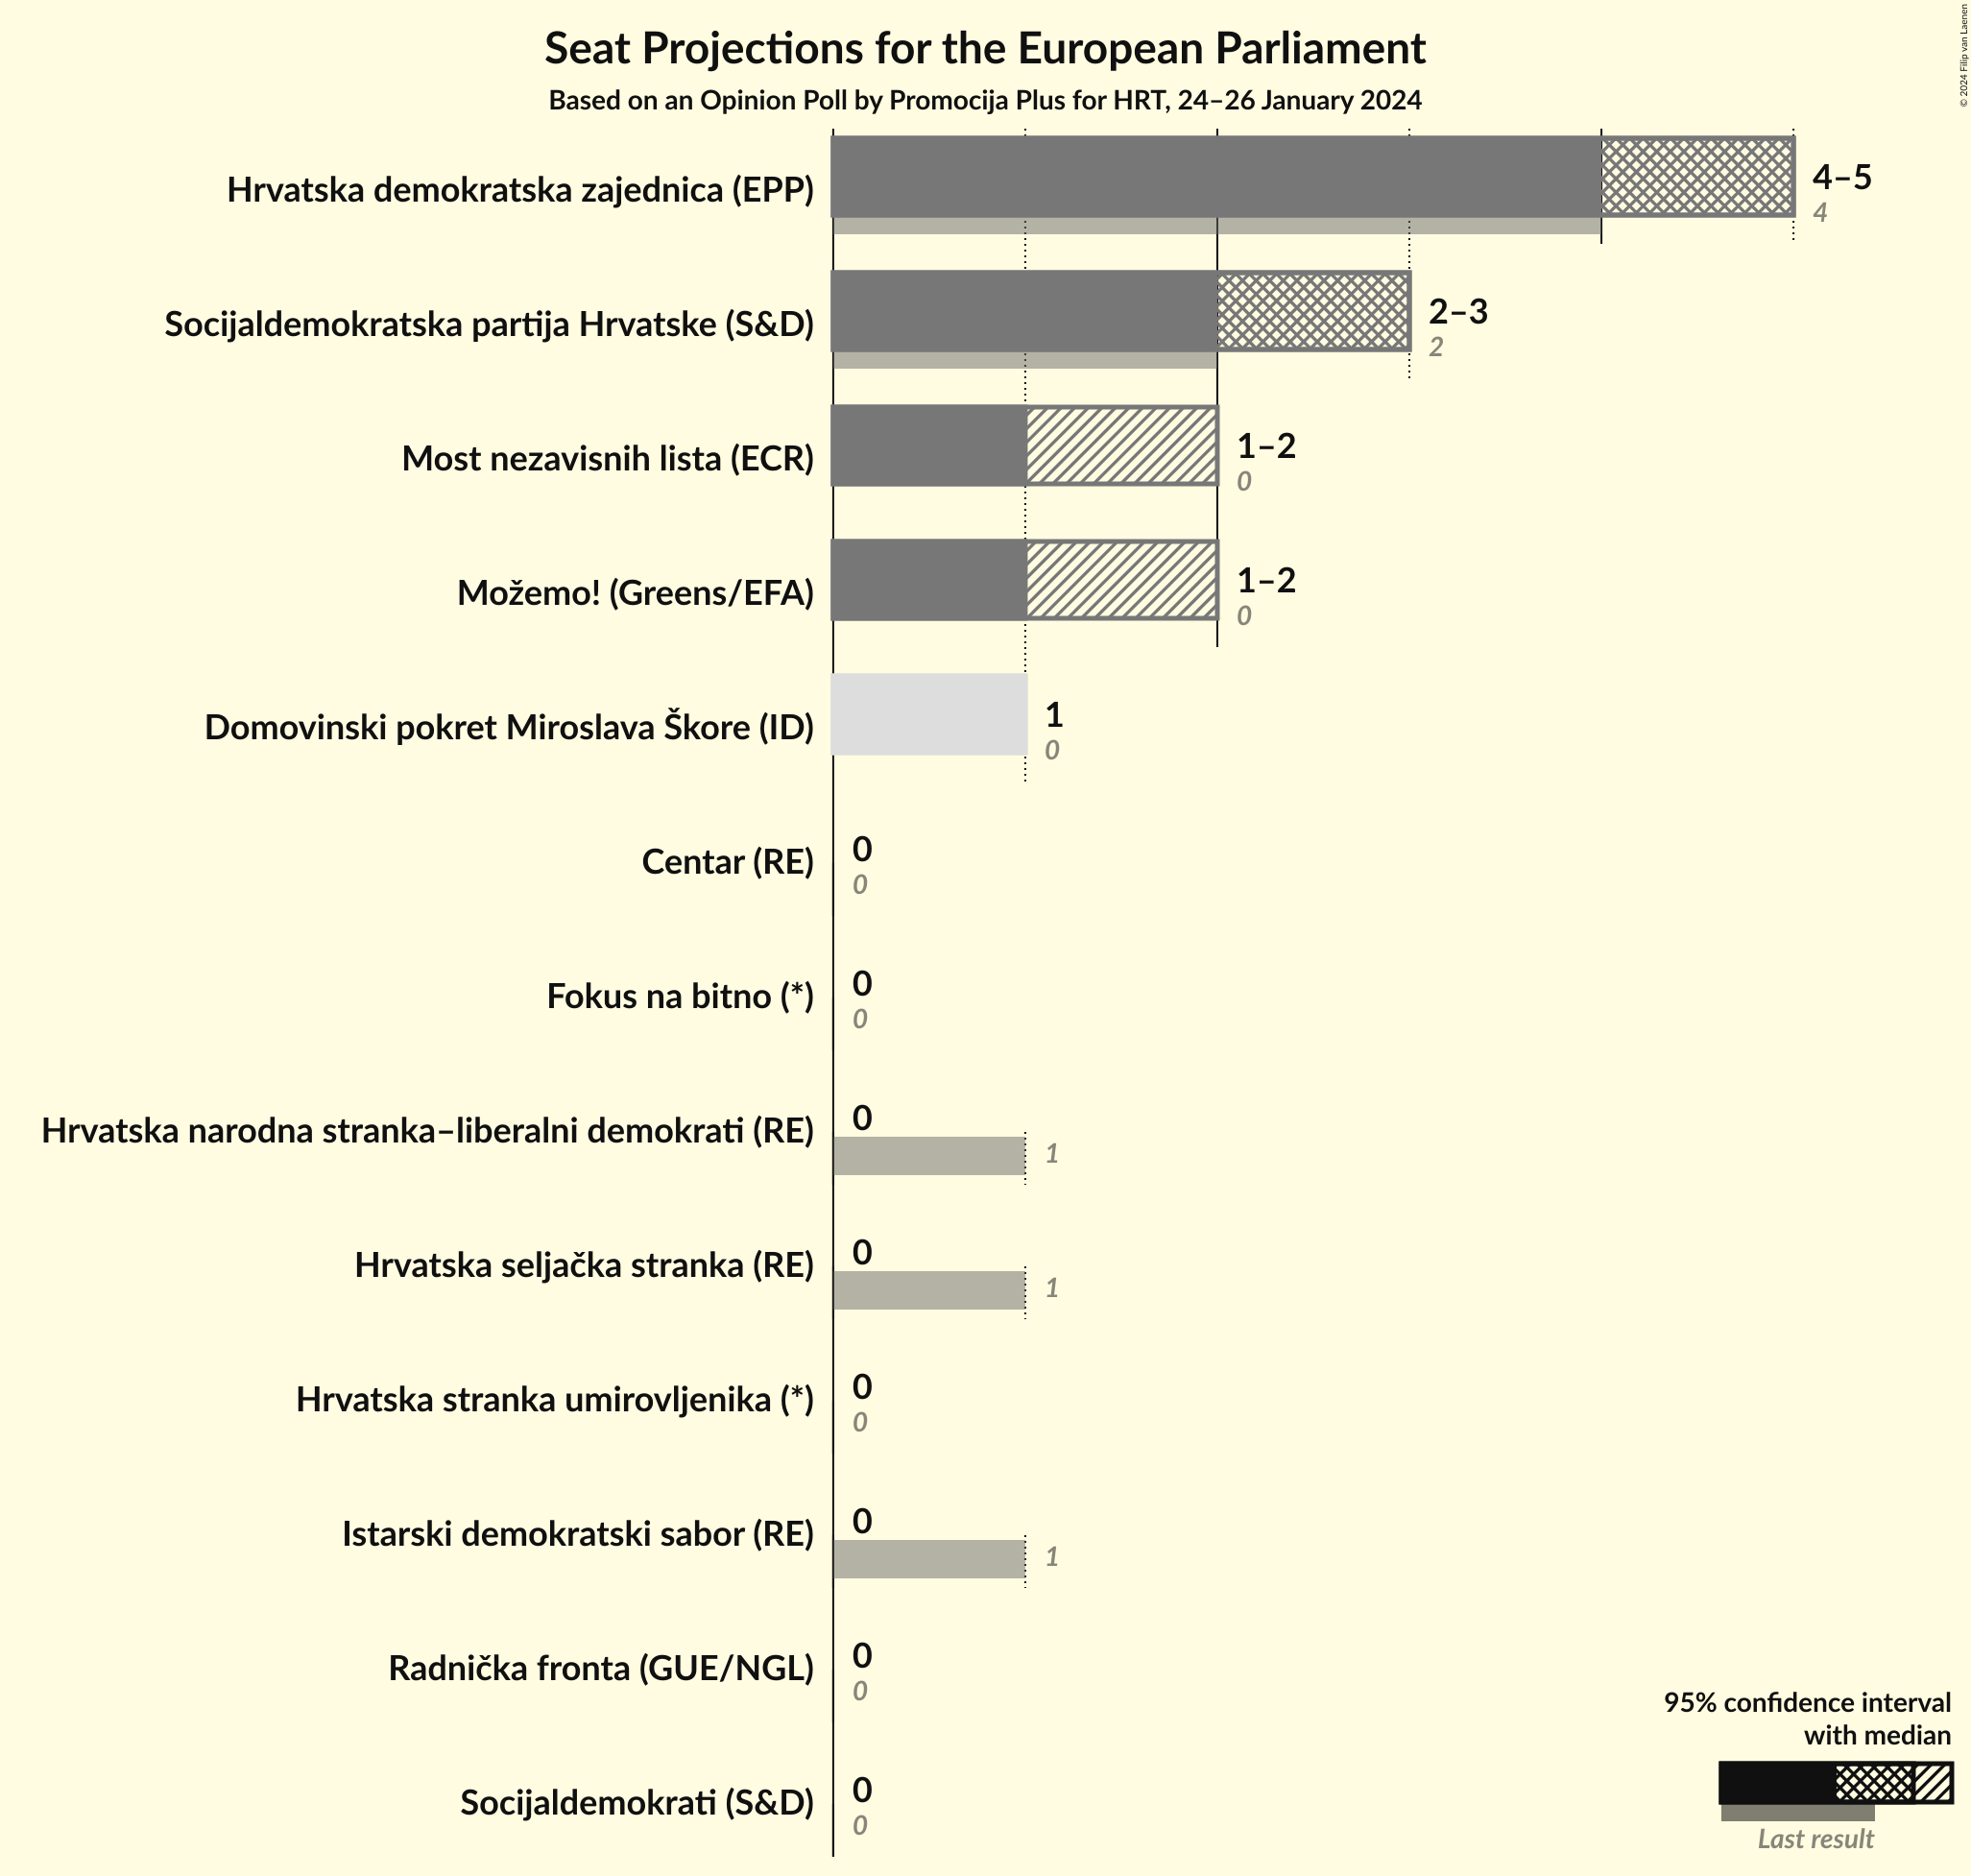 Seat Projections for the European Parliament
Based on an Opinion Poll by Promocija Plus for HRT, 24–26 January 2024
© 2024 Filip van Laenen
Hrvatska demokratska zajednica (EPP)
4–5
4
Socijaldemokratska partija Hrvatske (S&D)
2–3
2
Most nezavisnih lista (ECR)
1–2
0
Možemo! (Greens/EFA)
1–2
0
Domovinski pokret Miroslava Škore (ID)
1
0
Centar (RE)
0
0
Fokus na bitno (*)
0
0
Hrvatska narodna stranka–liberalni demokrati (RE)
0
1
Hrvatska seljačka stranka (RE)
0
1
Hrvatska stranka umirovljenika (*)
0
0
Istarski demokratski sabor (RE)
0
1
Radnička fronta (GUE/NGL)
0
0
Socijaldemokrati (S&D)
0
0
95% confidence interval
with median
Last result